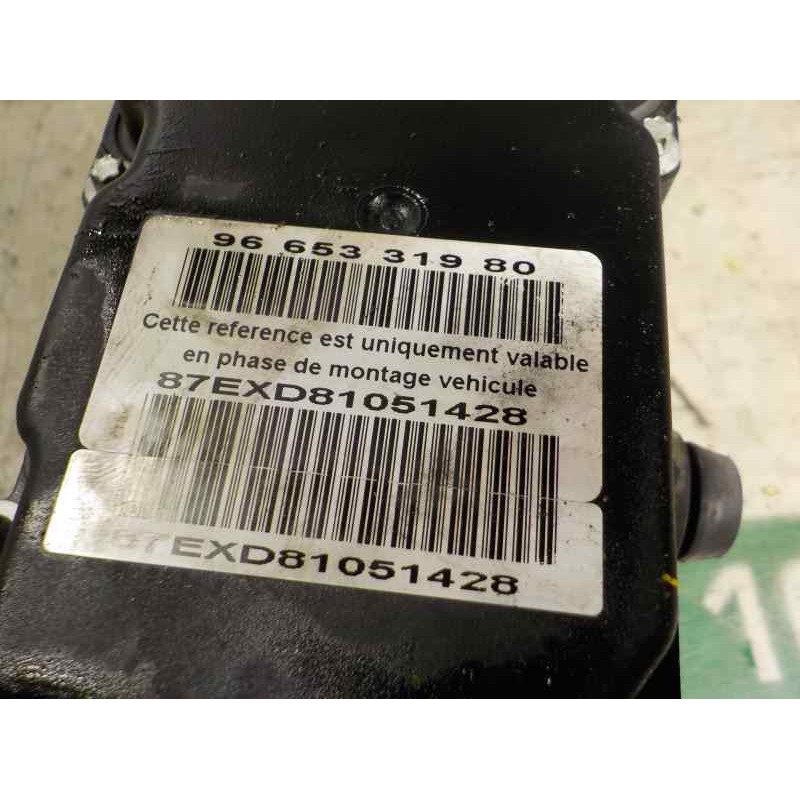 96 653 319 80
Cette reference est uniquement valable
en phase de montage vehicule
87EXD81051428
87EXD81051428